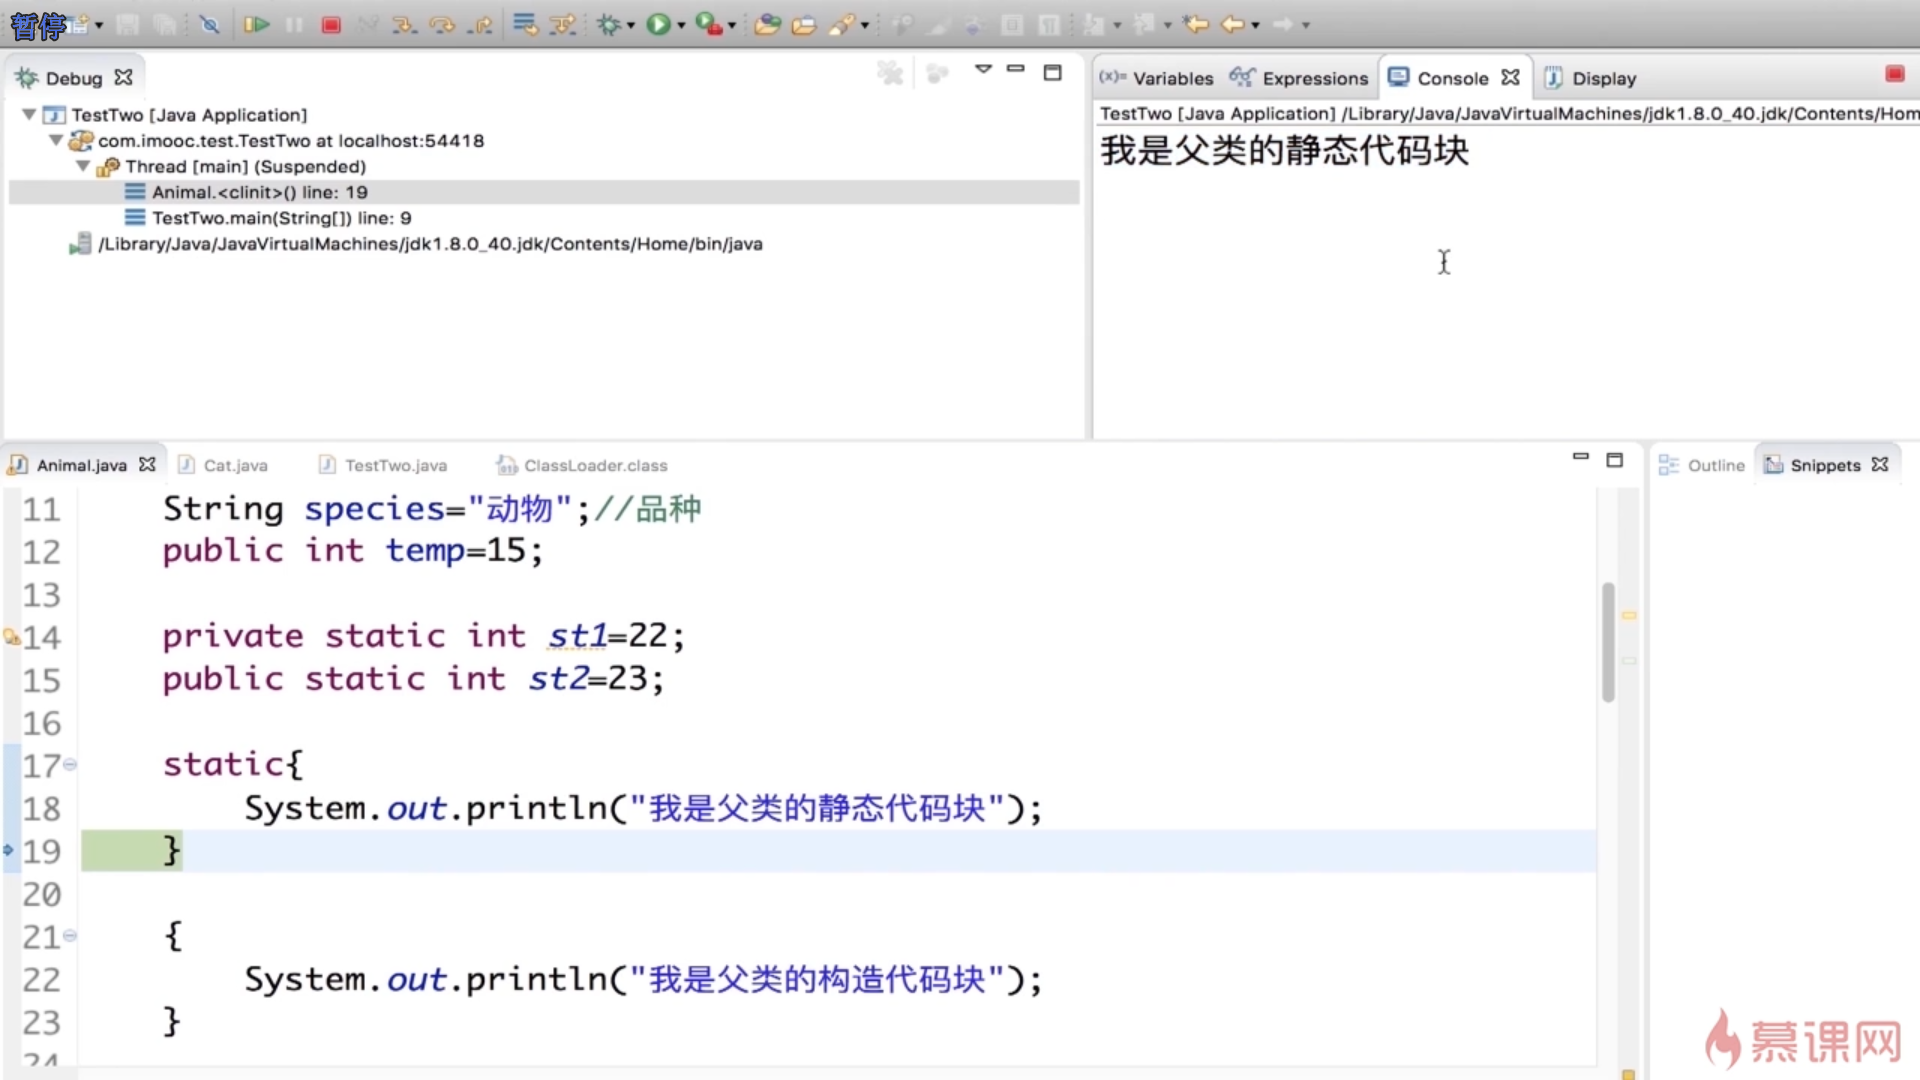 暂停
Debug
TestTwo [Java Application]
com.imooc.test.TestTwo at localhost:54418
Thread [main] (Suspended)
Animal.<clinit>() line: 19
TestTwo.main(String[]) line: 9
/Library/Java/JavaVirtualMachines/jdk1.8.0_40.jdk/Contents/Home/bin/java
(x)= Variables Expressions Console Display
TestTwo [Java Application] /Library/Java/JavaVirtualMachines/jdk1.8.0_40.jdk/Contents/Hom
我是父类的静态代码块
Animal.java Cat.java TestTwo.java ClassLoader.class
Outline Snippets
11 String species="动物";//品种
12 public int temp=15;
13
14 private static int st1=22;
15 public static int st2=23;
16
17 static{
18 System.out.println("我是父类的静态代码块");
19 }
20
21 {
22 System.out.println("我是父类的构造代码块");
23 }
24
慕课网